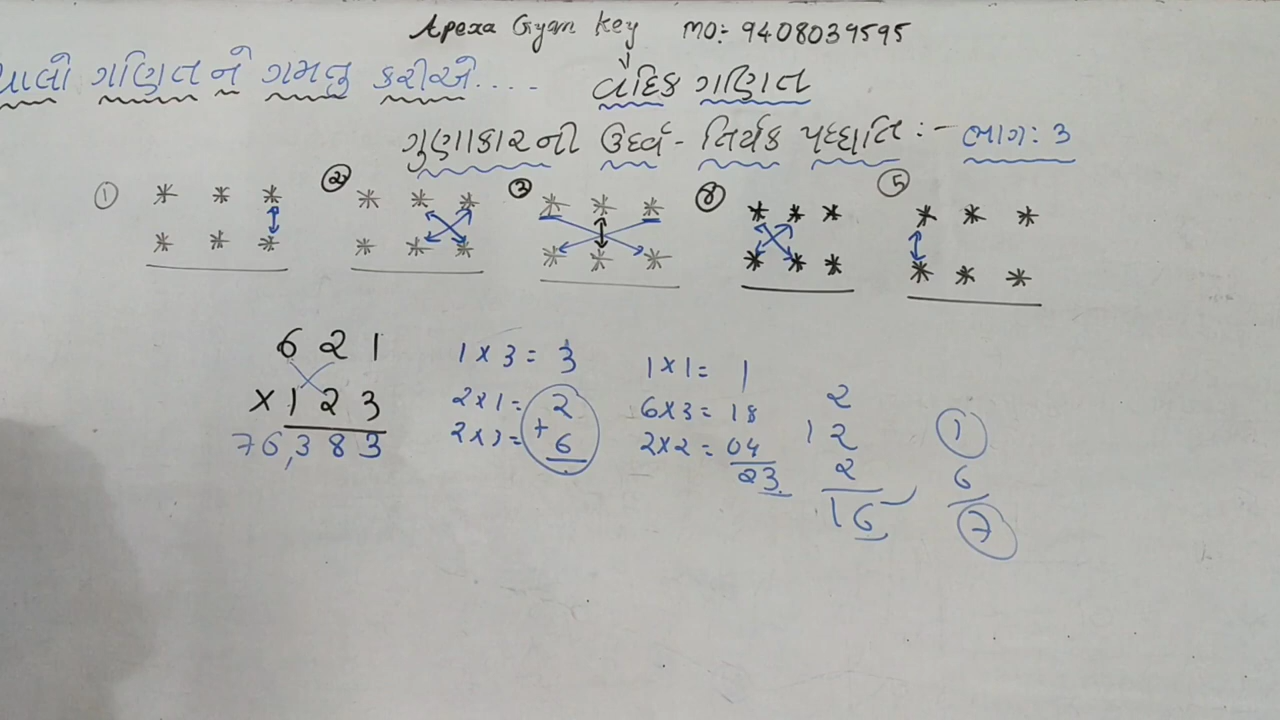 Apexa Gyan Key MO:- 9408039595
ચાલો ગણિત ને ગમતુ કરીએ.... વૈદિક ગણિત
ગુણાકારની ઉર્દ્વ - તિર્યક પધ્ધતિ :- ભાગ: 3
① * * * ② * * * ③ * * * ④ * * * ⑤ * * *
* * * * * * * * * * * * * * *
6 2 1
× 1 2 3
76,383
1 × 3 = 3
2 × 1 = 2
2 × 3 = + 6
1 × 1 = 1
6 × 3 = 18
2 × 2 = 04
23
2
12
2
16
1
6
7